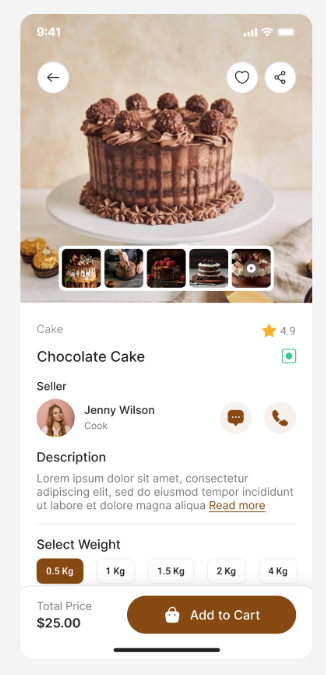 9:41
Cake
4.9
Chocolate Cake
Seller
Jenny Wilson
Cook
Description
Lorem ipsum dolor sit amet, consectetur
adipiscing elit, sed do eiusmod tempor incididunt
ut labore et dolore magna aliqua Read more
Select Weight
0.5 Kg 1 Kg 1.5 Kg 2 Kg 4 Kg
Total Price
$25.00
Add to Cart